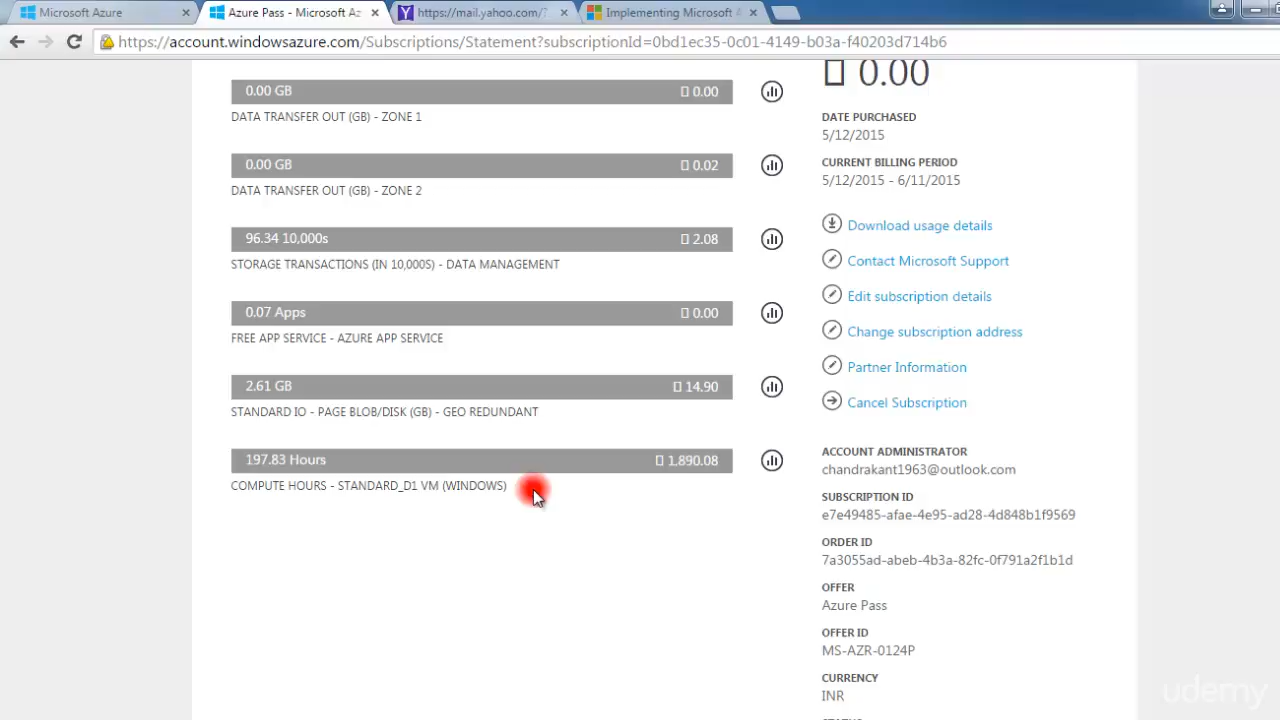 Microsoft Azure
Azure Pass - Microsoft Az
https://mail.yahoo.com/?
Implementing Microsoft A
https://account.windowsazure.com/Subscriptions/Statement?subscriptionId=0bd1ec35-0c01-4149-b03a-f40203d714b6
0.00 GB 0.00
DATA TRANSFER OUT (GB) - ZONE 1
0.00 GB 0.02
DATA TRANSFER OUT (GB) - ZONE 2
96.34 10,000s 2.08
STORAGE TRANSACTIONS (IN 10,000S) - DATA MANAGEMENT
0.07 Apps 0.00
FREE APP SERVICE - AZURE APP SERVICE
2.61 GB 14.90
STANDARD IO - PAGE BLOB/DISK (GB) - GEO REDUNDANT
197.83 Hours 1,890.08
COMPUTE HOURS - STANDARD_D1 VM (WINDOWS)
0.00
DATE PURCHASED
5/12/2015
CURRENT BILLING PERIOD
5/12/2015 - 6/11/2015
Download usage details
Contact Microsoft Support
Edit subscription details
Change subscription address
Partner Information
Cancel Subscription
ACCOUNT ADMINISTRATOR
chandrakant1963@outlook.com
SUBSCRIPTION ID
e7e49485-afae-4e95-ad28-4d848b1f9569
ORDER ID
7a3055ad-abeb-4b3a-82fc-0f791a2f1b1d
OFFER
Azure Pass
OFFER ID
MS-AZR-0124P
CURRENCY
INR
udemy